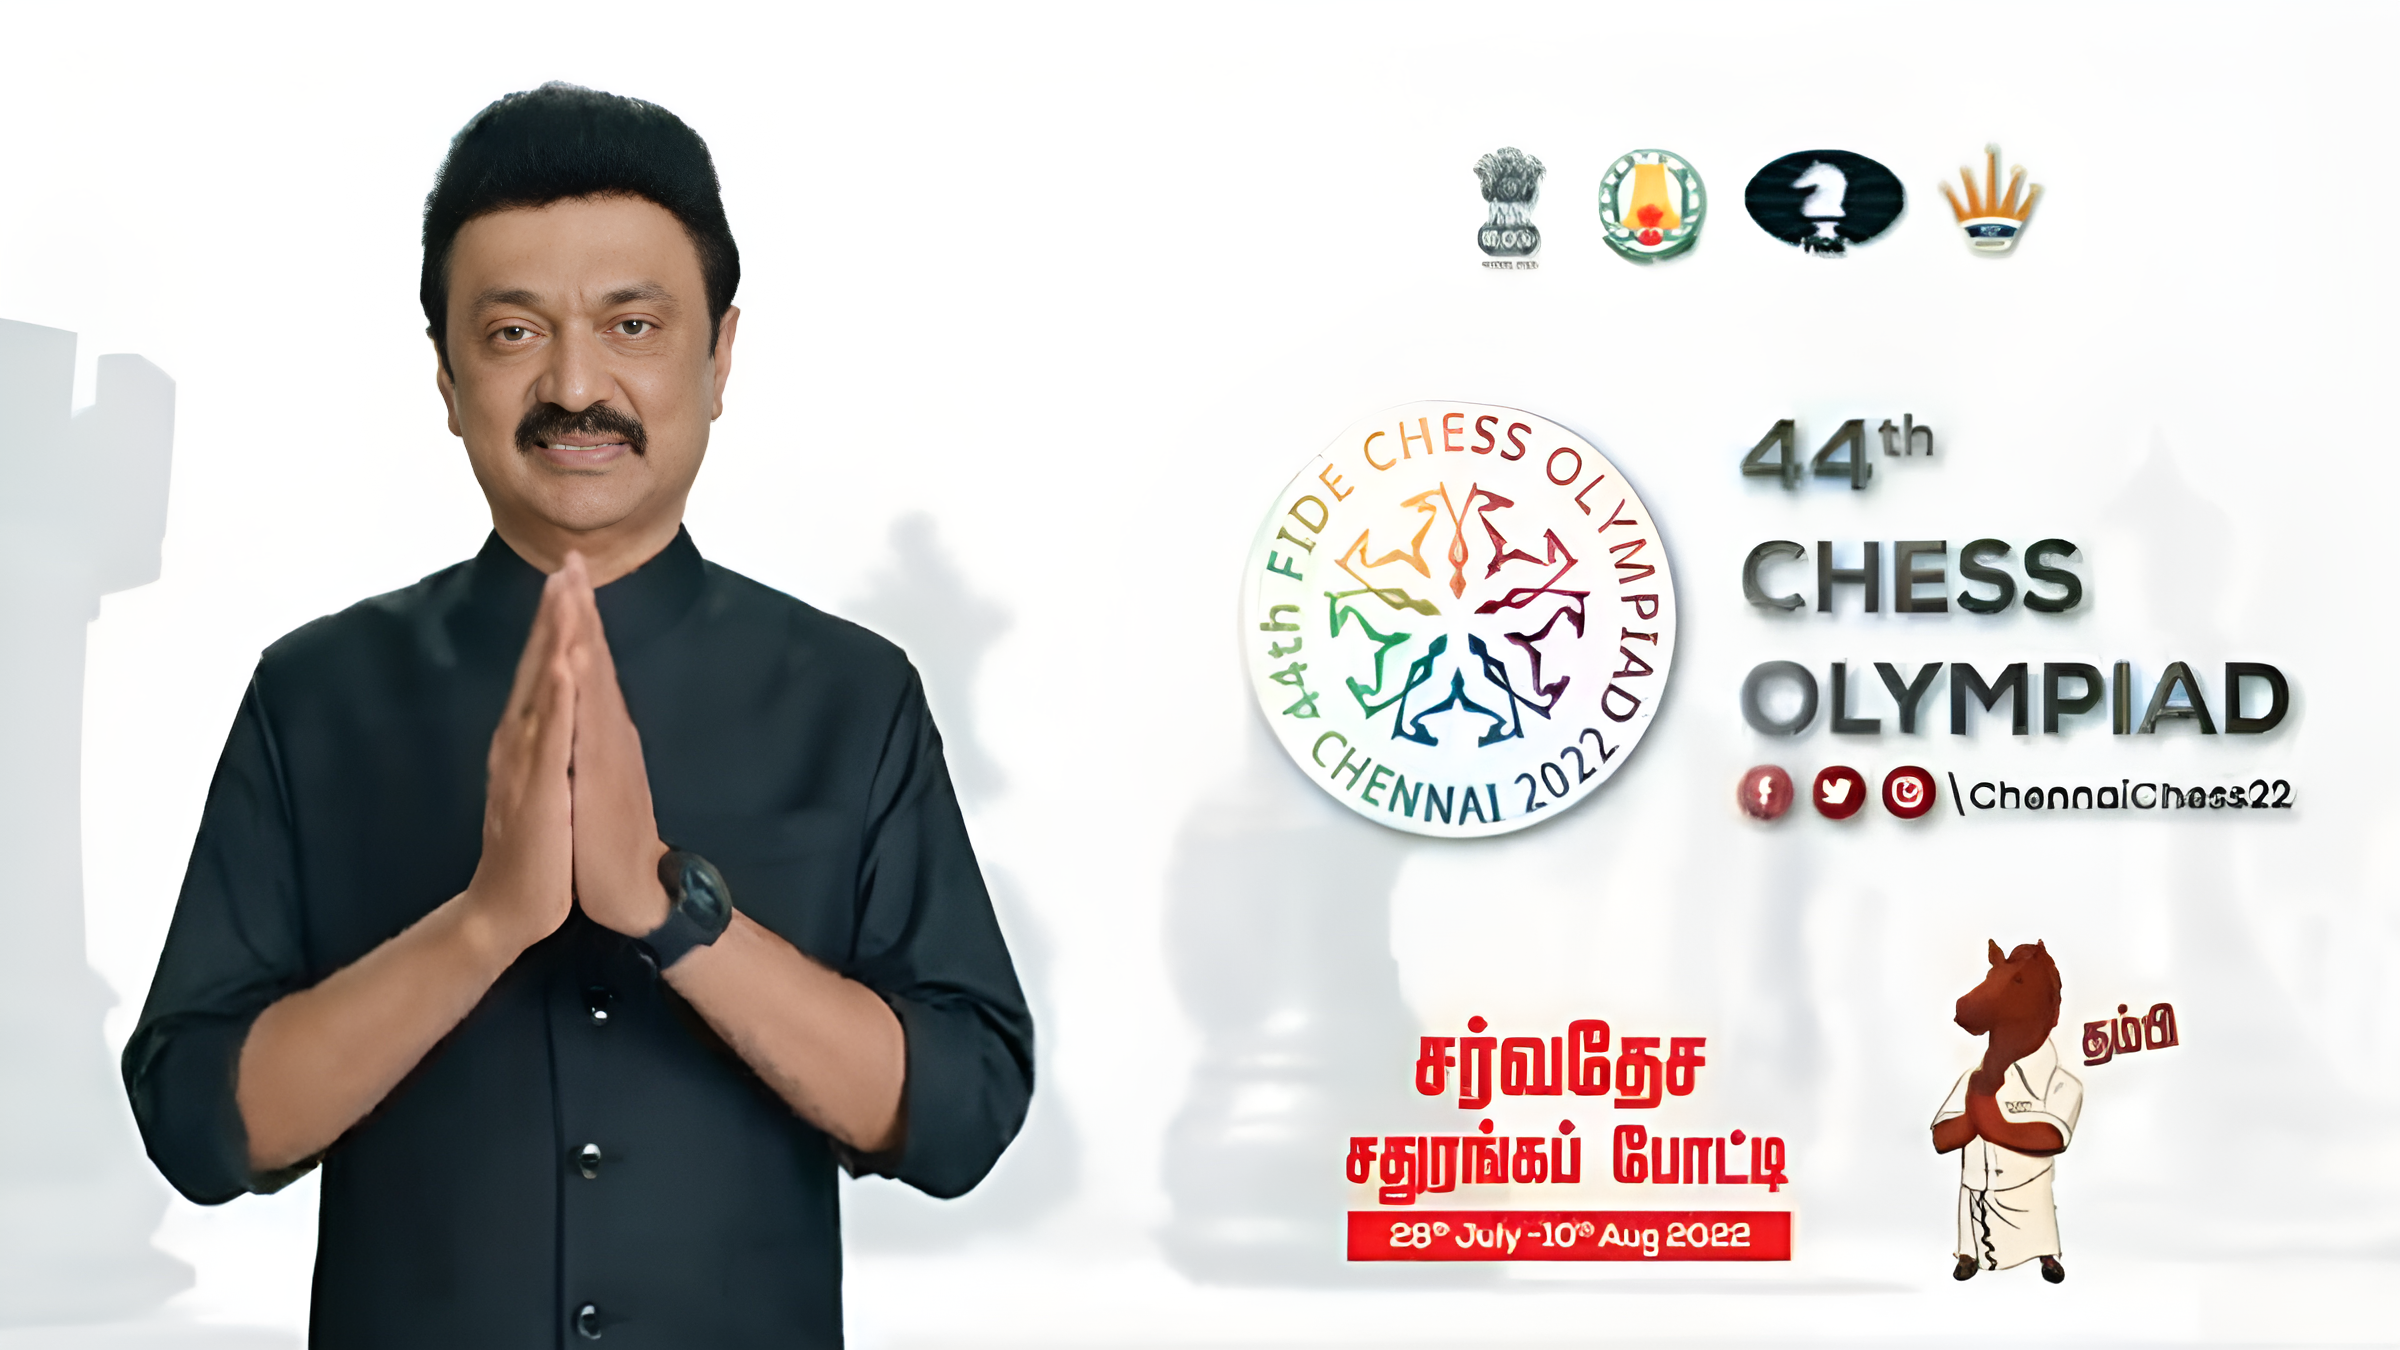 44th FIDE CHESS OLYMPIAD
CHENNAI 2022
44th
CHESS
OLYMPIAD
\ChennaiChess22
சர்வதேச
சதுரங்கப் போட்டி
28th July -10th Aug 2022
தம்பி